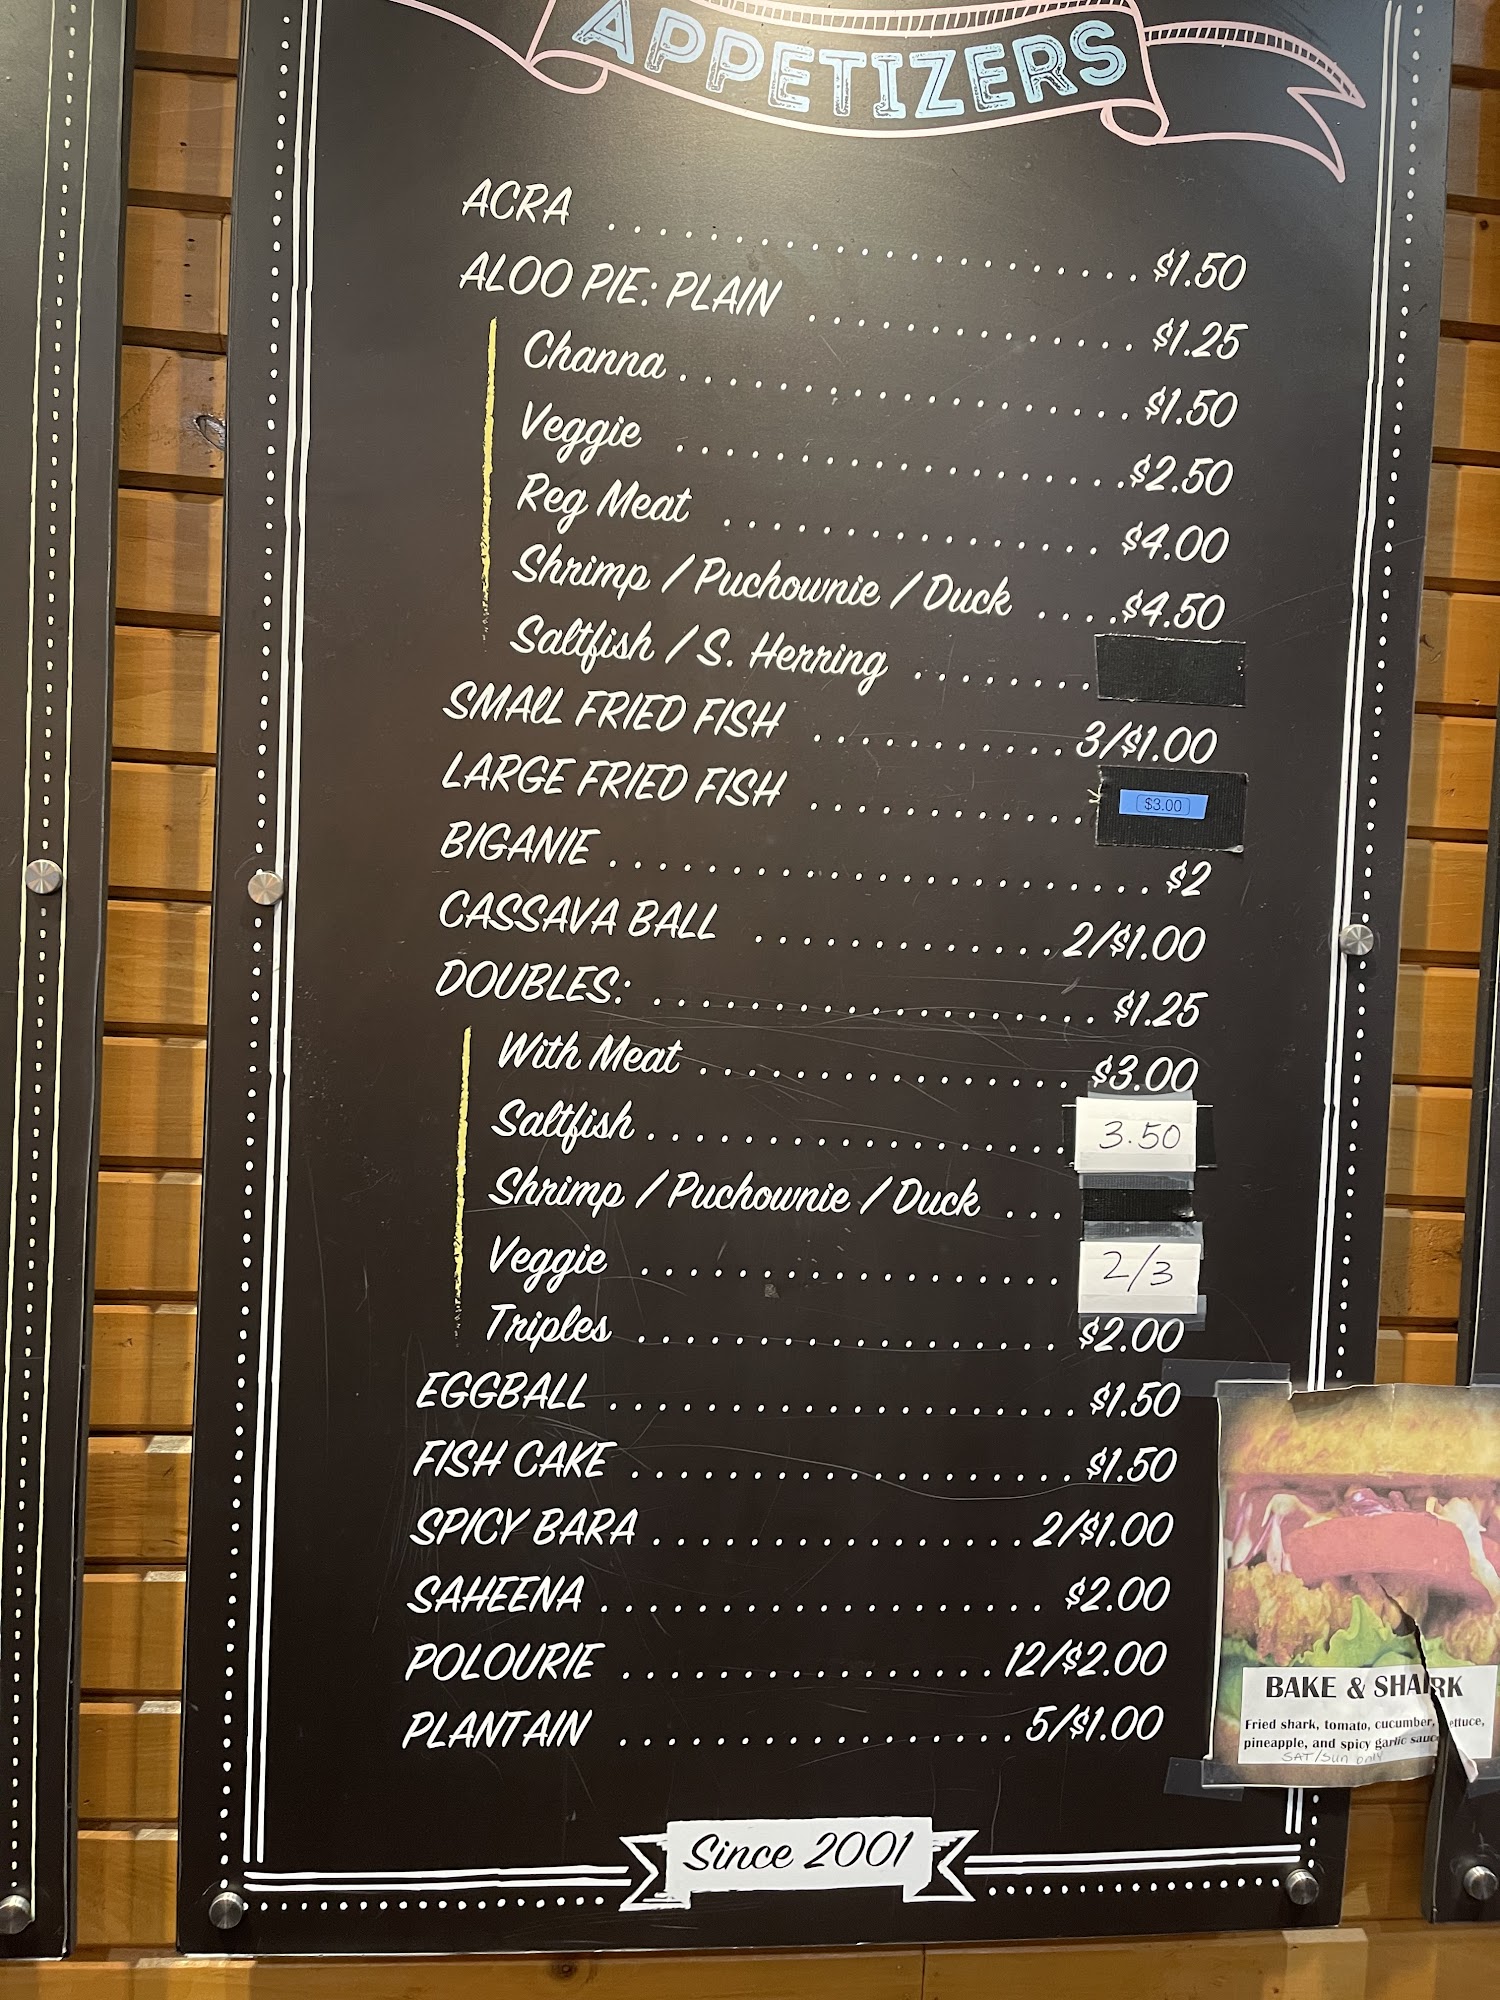 APPETIZERS
ACRA ........................ $1.50
ALOO PIE: PLAIN ............. $1.25
Channa ................... $1.50
Veggie ................... $2.50
Reg Meat ................ $4.00
Shrimp / Puchownie / Duck .... $4.50
Saltfish / S. Herring ........
SMALL FRIED FISH ........... 3/$1.00
LARGE FRIED FISH ............ $3.00
BIGANIE ...................... $2
CASSAVA BALL ............. 2/$1.00
DOUBLES: .................... $1.25
With Meat ................ $3.00
Saltfish .................. 3.50
Shrimp / Puchownie / Duck ...
Veggie .................. 2/3
Triples .................. $2.00
EGGBALL ..................... $1.50
FISH CAKE .................... $1.50
SPICY BARA ................ 2/$1.00
SAHEENA .................... $2.00
POLOURIE ................. 12/$2.00
PLANTAIN .................. 5/$1.00
BAKE & SHARK
Fried shark, tomato, cucumber, lettuce,
pineapple, and spicy garlic sauce
SAT/Sun only
Since 2001